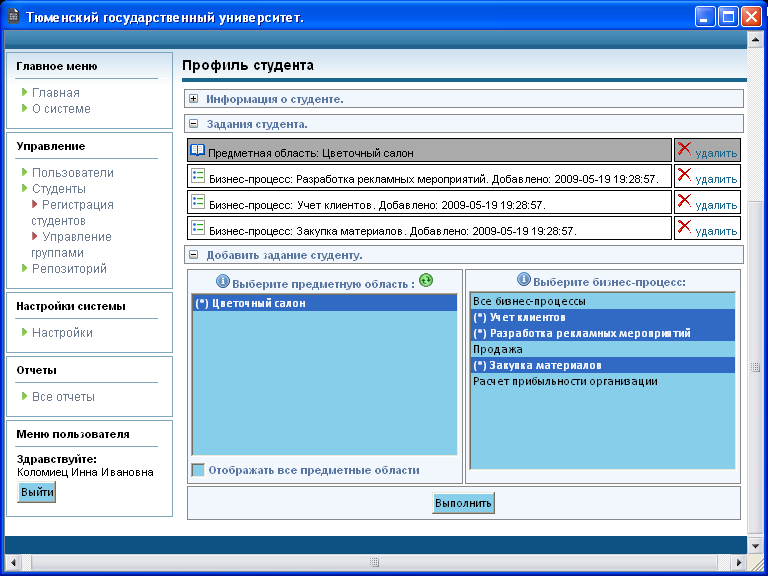 Тюменский государственный университет.
Главное меню
Главная
О системе
Управление
Пользователи
Студенты
Регистрация
студентов
Управление
группами
Репозиторий
Настройки системы
Настройки
Отчеты
Все отчеты
Меню пользователя
Здравствуйте:
Коломиец Инна Ивановна
Выйти
Профиль студента
Информация о студенте.
Задания студента.
Предметная область: Цветочный салон
удалить
Бизнес-процесс: Разработка рекламных мероприятий. Добавлено: 2009-05-19 19:28:57.
удалить
Бизнес-процесс: Учет клиентов. Добавлено: 2009-05-19 19:28:57.
удалить
Бизнес-процесс: Закупка материалов. Добавлено: 2009-05-19 19:28:57.
удалить
Добавить задание студенту.
Выберите предметную область :
(*) Цветочный салон
Отображать все предметные области
Выберите бизнес-процесс:
Все бизнес-процессы
(*) Учет клиентов
(*) Разработка рекламных мероприятий
Продажа
(*) Закупка материалов
Расчет прибыльности организации
Выполнить